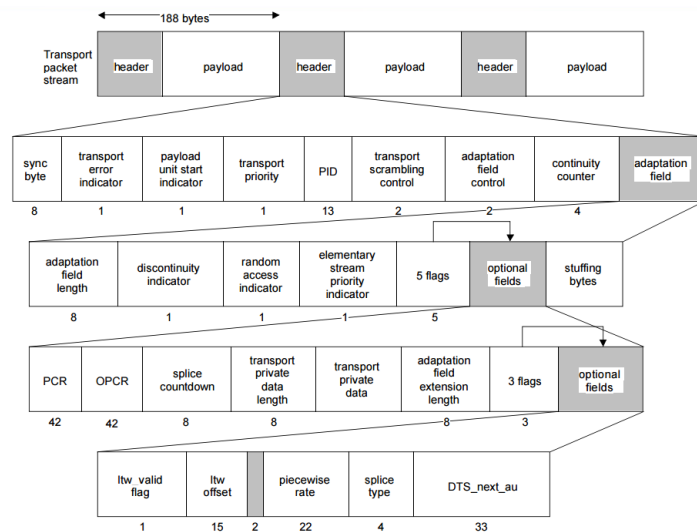 188 bytes
Transport
packet
stream
header
payload
header
payload
header
payload
sync
byte
transport
error
indicator
payload
unit start
indicator
transport
priority
PID
transport
scrambling
control
adaptation
field
control
continuity
counter
adaptation
field
8
1
1
1
13
2
2
4
adaptation
field
length
discontinuity
indicator
random
access
indicator
elementary
stream
priority
indicator
5 flags
optional
fields
stuffing
bytes
8
1
1
1
5
PCR
OPCR
splice
countdown
transport
private
data
length
transport
private
data
adaptation
field
extension
length
3 flags
optional
fields
42
42
8
8
8
3
ltw_valid
flag
ltw
offset
piecewise
rate
splice
type
DTS_next_au
1
15
2
22
4
33